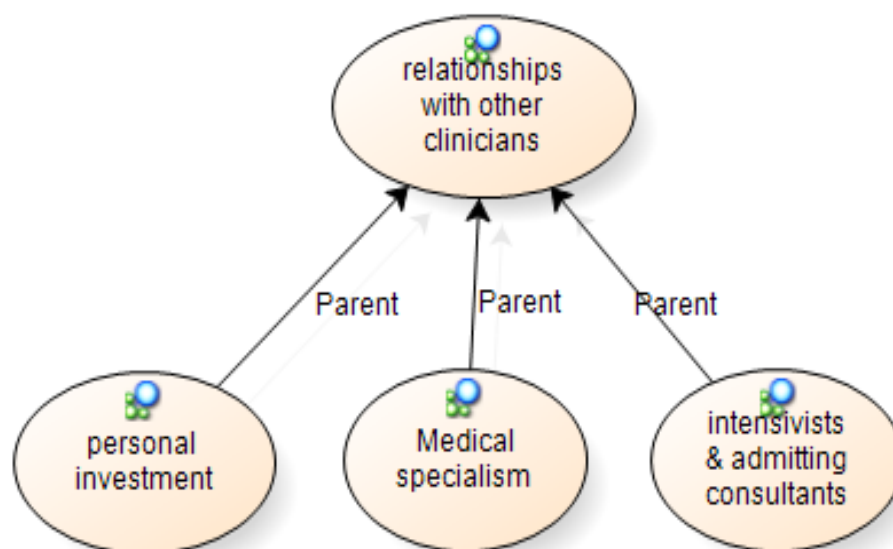 relationships
with other
clinicians
Parent
Parent
Parent
personal
investment
Medical
specialism
intensivists
& admitting
consultants